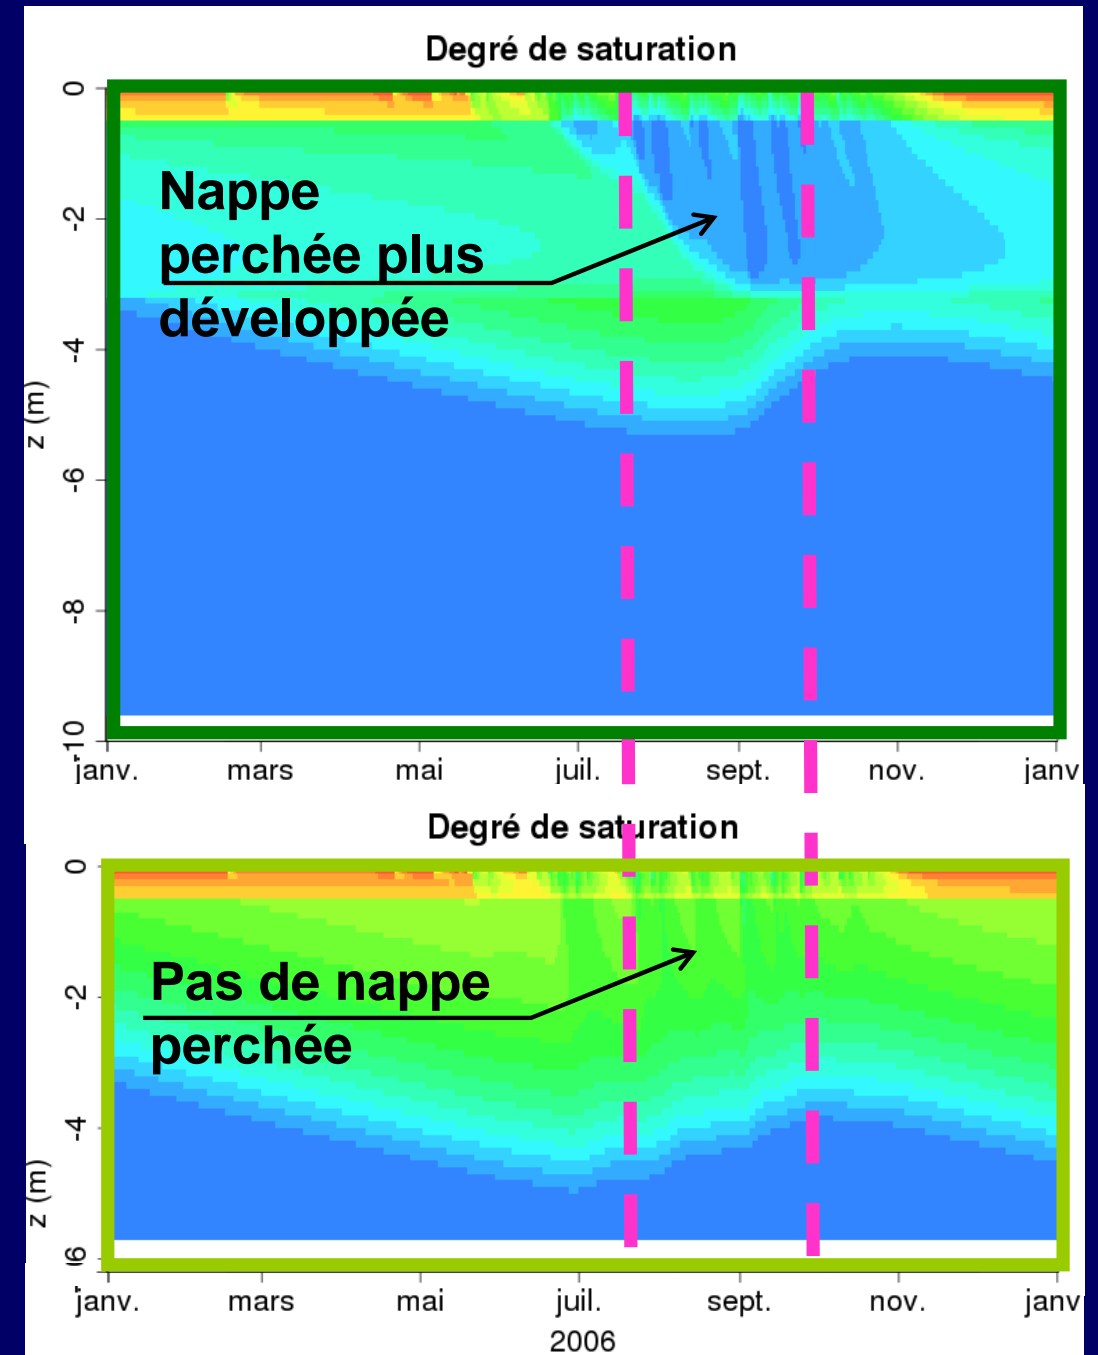 Degré de saturation
0
-2
-4
-6
-8
-10
z (m)
Nappe
perchée plus
développée
janv. mars mai juil. sept. nov. janv
Degré de saturation
0
-2
-4
z (m)
Pas de nappe
perchée
janv. mars mai juil. sept. nov. janv
2006